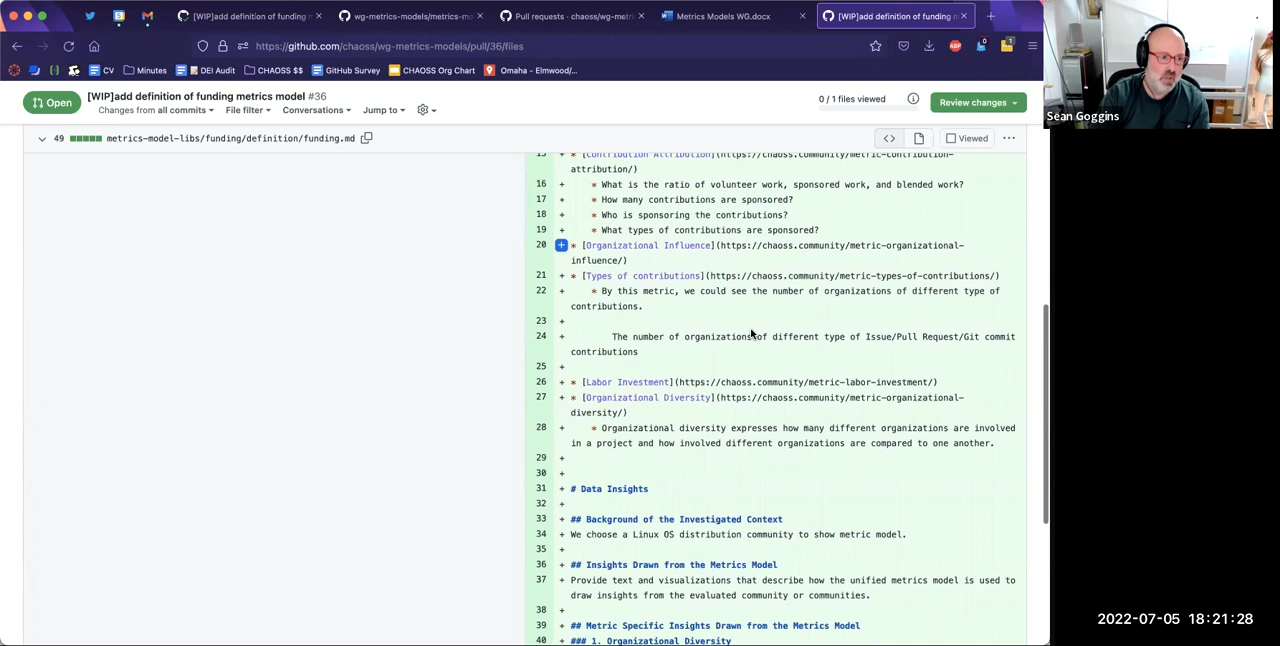 [WIP]add definition of funding m
wg-metrics-models/metrics-mo
Pull requests · chaoss/wg-metri
Metrics Models WG.docx
[WIP]add definition of funding m
https://github.com/chaoss/wg-metrics-models/pull/36/files
CV
Minutes
DEI Audit
CHAOSS $$
GitHub Survey
CHAOSS Org Chart
Omaha - Elmwood/...
Open
[WIP]add definition of funding metrics model #36
Changes from all commits
File filter
Conversations
Jump to
0 / 1 files viewed
Review changes
49
metrics-model-libs/funding/definition/funding.md
Viewed
15 + * [Contribution Attribution](https://chaoss.community/metric-contribution-
attribution/)
16 + * What is the ratio of volunteer work, sponsored work, and blended work?
17 + * How many contributions are sponsored?
18 + * Who is sponsoring the contributions?
19 + * What types of contributions are sponsored?
20 + * [Organizational Influence](https://chaoss.community/metric-organizational-
influence/)
21 + * [Types of contributions](https://chaoss.community/metric-types-of-contributions/)
22 + * By this metric, we could see the number of organizations of different type of
contributions.
23 +
24 + The number of organizations of different type of Issue/Pull Request/Git commit
contributions
25 +
26 + * [Labor Investment](https://chaoss.community/metric-labor-investment/)
27 + * [Organizational Diversity](https://chaoss.community/metric-organizational-
diversity/)
28 + * Organizational diversity expresses how many different organizations are involved
in a project and how involved different organizations are compared to one another.
29 +
30 +
31 + # Data Insights
32 +
33 + ## Background of the Investigated Context
34 + We choose a Linux OS distribution community to show metric model.
35 +
36 + ## Insights Drawn from the Metrics Model
37 + Provide text and visualizations that describe how the unified metrics model is used to
draw insights from the evaluated community or communities.
38 +
39 + ## Metric Specific Insights Drawn from the Metrics Model
40 + ### 1. Organizational Diversity
Sean Goggins
2022-07-05 18:21:28